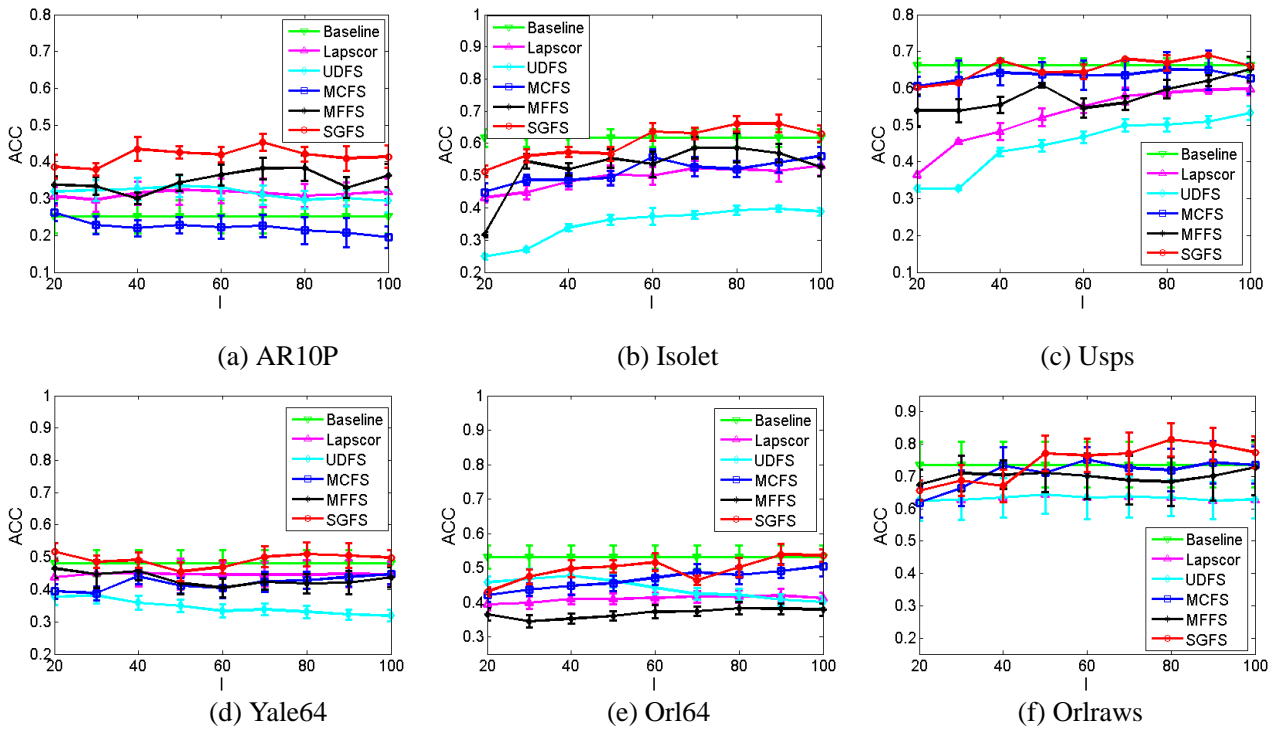 0.8
0.7
0.6
0.5
0.4
0.3
0.2
0.1
ACC
20
40
60
80
100
l
Baseline
Lapscor
UDFS
MCFS
MFFS
SGFS
(a) AR10P
1
0.9
0.8
0.7
0.6
0.5
0.4
0.3
0.2
ACC
20
40
60
80
100
l
Baseline
Lapscor
UDFS
MCFS
MFFS
SGFS
(b) Isolet
0.8
0.7
0.6
0.5
0.4
0.3
0.2
0.1
ACC
20
40
60
80
100
l
Baseline
Lapscor
UDFS
MCFS
MFFS
SGFS
(c) Usps
1
0.9
0.8
0.7
0.6
0.5
0.4
0.3
0.2
ACC
20
40
60
80
100
l
Baseline
Lapscor
UDFS
MCFS
MFFS
SGFS
(d) Yale64
1
0.9
0.8
0.7
0.6
0.5
0.4
0.3
ACC
20
40
60
80
100
l
Baseline
Lapscor
UDFS
MCFS
MFFS
SGFS
(e) Orl64
0.9
0.8
0.7
0.6
0.5
0.4
0.3
0.2
ACC
20
40
60
80
100
l
Baseline
Lapscor
UDFS
MCFS
MFFS
SGFS
(f) Orlraws